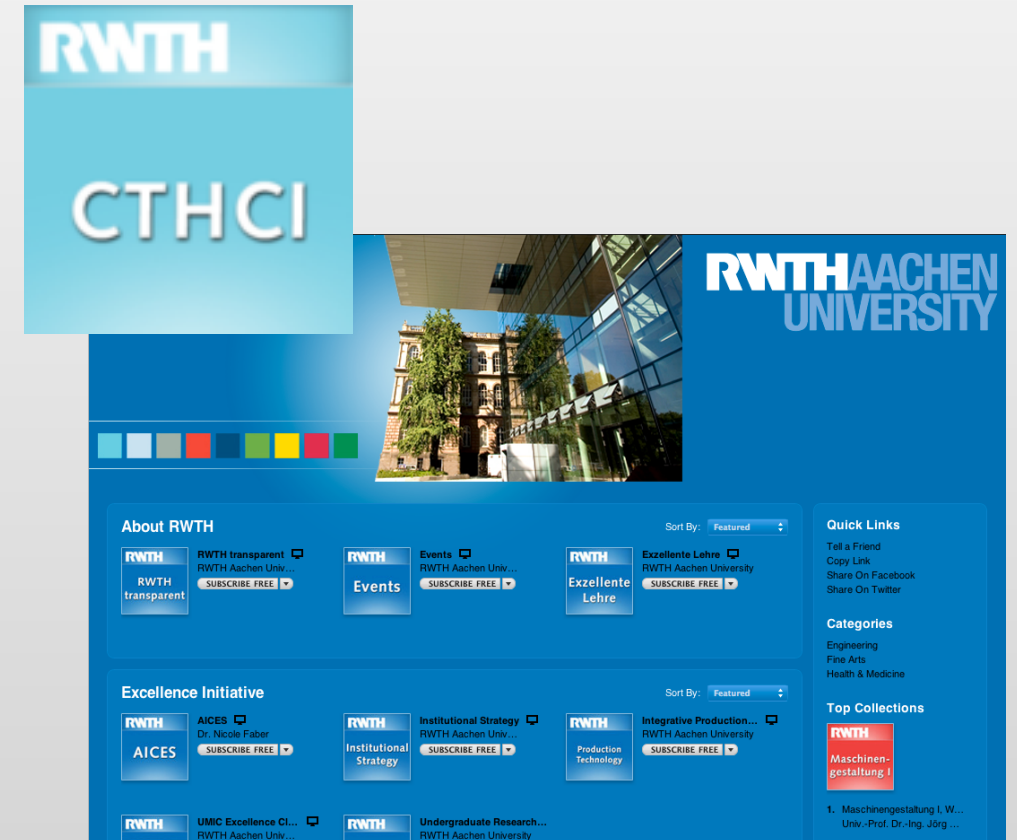 RWTH
CTHCI
RWTHAACHEN
UNIVERSITY
About RWTH
Sort By: Featured
RWTH
RWTH
transparent
RWTH transparent
RWTH Aachen Univ...
SUBSCRIBE FREE
RWTH
Events
Events
RWTH Aachen Univ...
SUBSCRIBE FREE
RWTH
Exzellente
Lehre
Exzellente Lehre
RWTH Aachen University
SUBSCRIBE FREE
Excellence Initiative
Sort By: Featured
RWTH
AICES
AICES
Dr. Nicole Faber
SUBSCRIBE FREE
RWTH
Institutional
Strategy
Institutional Strategy
RWTH Aachen Univ...
SUBSCRIBE FREE
RWTH
Production
Technology
Integrative Production...
RWTH Aachen University
SUBSCRIBE FREE
RWTH
UMIC Excellence Cl...
RWTH Aachen Univ...
RWTH
Undergraduate Research...
RWTH Aachen University
Quick Links
Tell a Friend
Copy Link
Share On Facebook
Share On Twitter
Categories
Engineering
Fine Arts
Health & Medicine
Top Collections
RWTH
Maschinen-
gestaltung I
1. Maschinengestaltung I, W...
Univ.-Prof. Dr.-Ing. Jörg ...